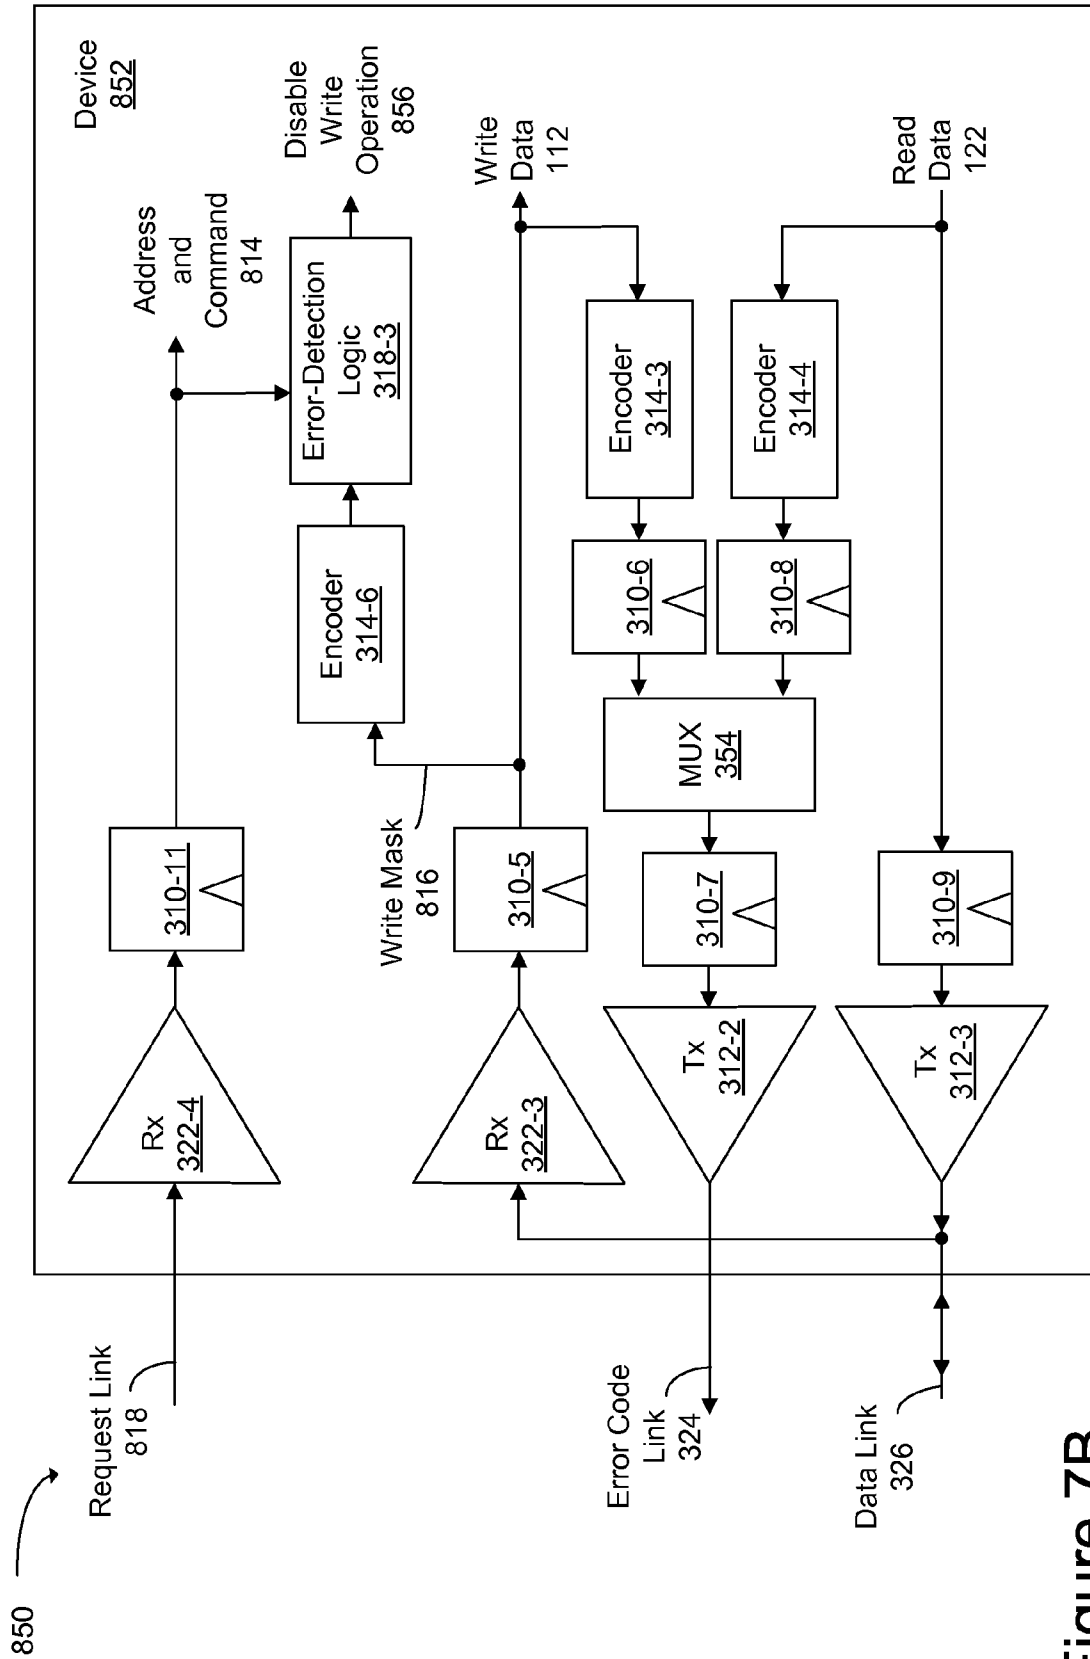 850
Device
852
Request Link
818
Rx
322-4
310-11
Address
and
Command
814
Error-Detection
Logic
318-3
Disable
Write
Operation
856
Encoder
314-6
Write Mask
816
Rx
322-3
310-5
Write
Data
112
Error Code
Link
324
Tx
312-2
310-7
MUX
354
310-6
Encoder
314-3
310-8
Encoder
314-4
Data Link
326
Tx
312-3
310-9
Read
Data
122
Figure 7B